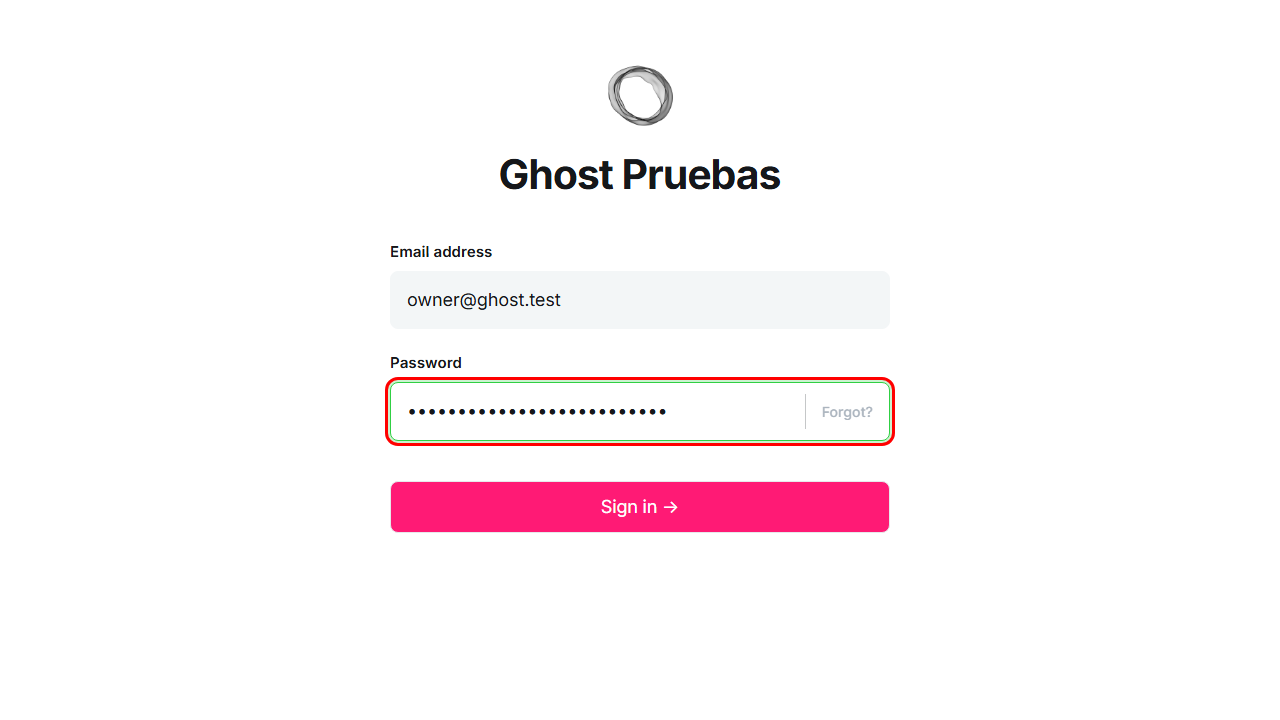 Ghost Pruebas
Email address
owner@ghost.test
Password
••••••••••••••••••••••••••
Forgot?
Sign in →